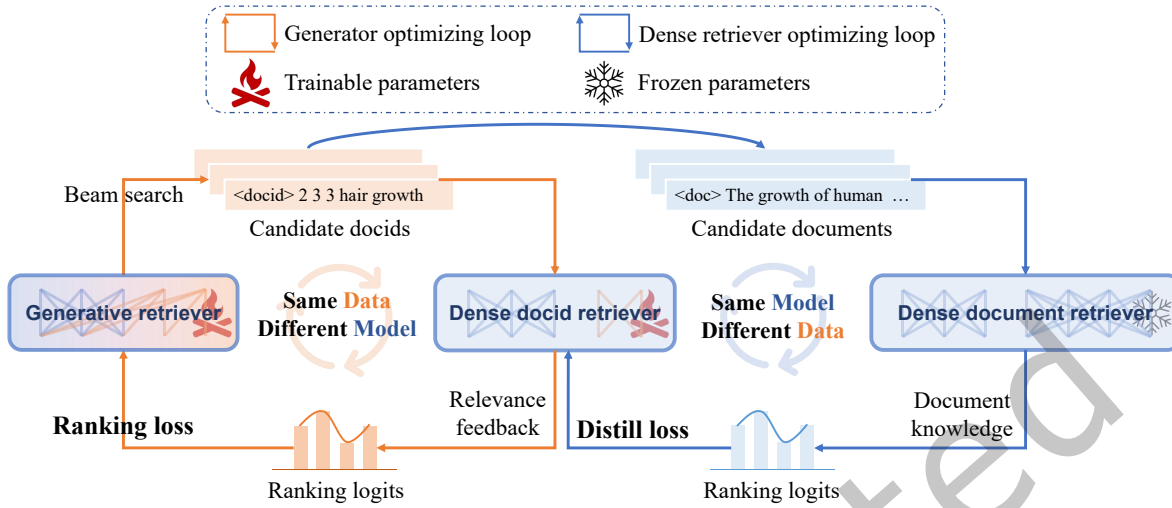 Generator optimizing loop
Dense retriever optimizing loop
Trainable parameters
Frozen parameters
Beam search
<docid> 2 3 3 hair growth
Candidate docids
<doc> The growth of human …
Candidate documents
Generative retriever
Same Data
Different Model
Dense docid retriever
Same Model
Different Data
Dense document retriever
Ranking loss
Relevance
feedback
Distill loss
Document
knowledge
Ranking logits
Ranking logits